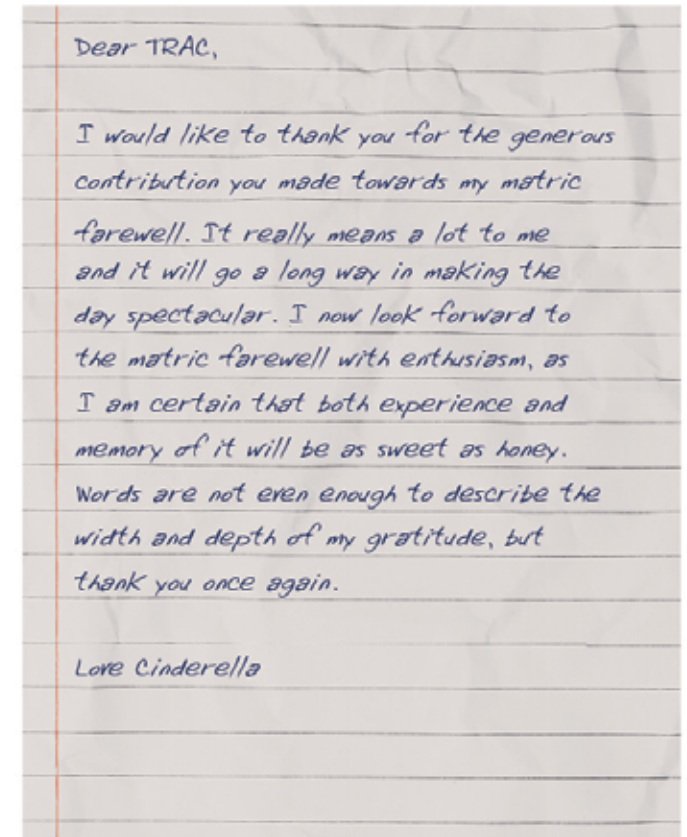 Dear TRAC,
I would like to thank you for the generous
contribution you made towards my matric
farewell. It really means a lot to me
and it will go a long way in making the
day spectacular. I now look forward to
the matric farewell with enthusiasm, as
I am certain that both experience and
memory of it will be as sweet as honey.
Words are not even enough to describe the
width and depth of my gratitude, but
thank you once again.
Love Cinderella